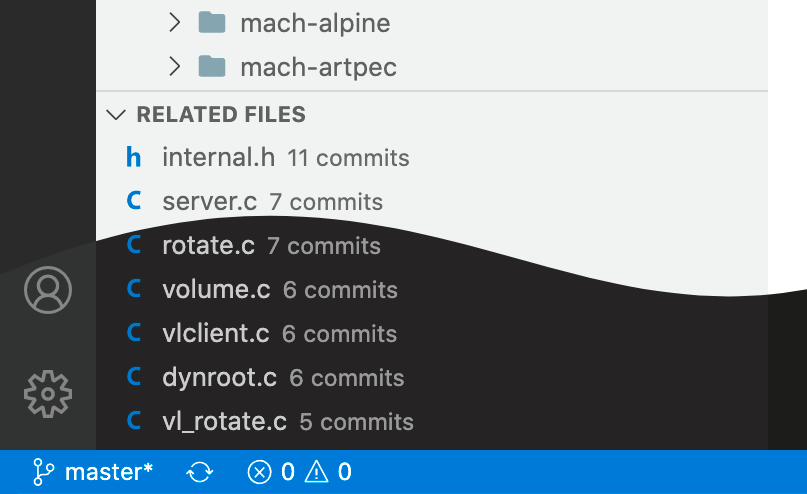 mach-alpine
mach-artpec
RELATED FILES
h internal.h 11 commits
C server.c 7 commits
C rotate.c 7 commits
C volume.c 6 commits
C vlclient.c 6 commits
C dynroot.c 6 commits
C vl_rotate.c 5 commits
master* 0 0